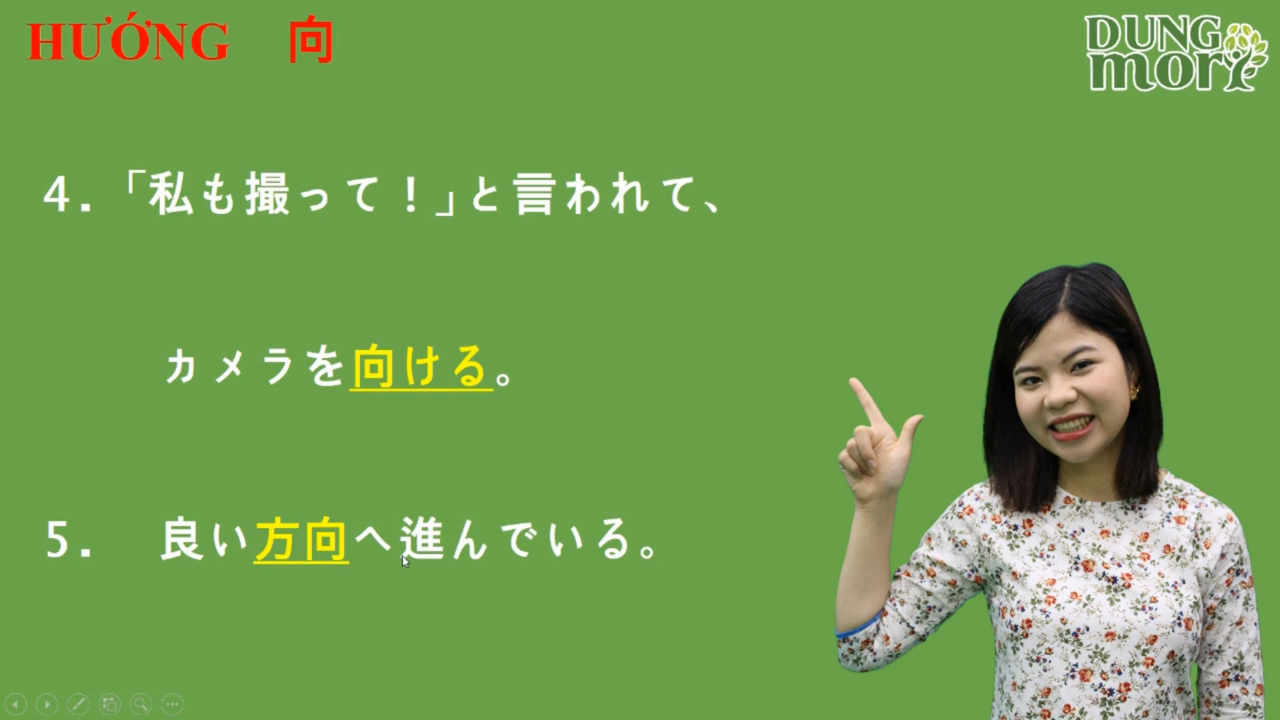 HƯỚNG 向
DUNG
mori
4. 「私も撮って！」と言われて、
カメラを向ける。
5. 良い方向へ進んでいる。